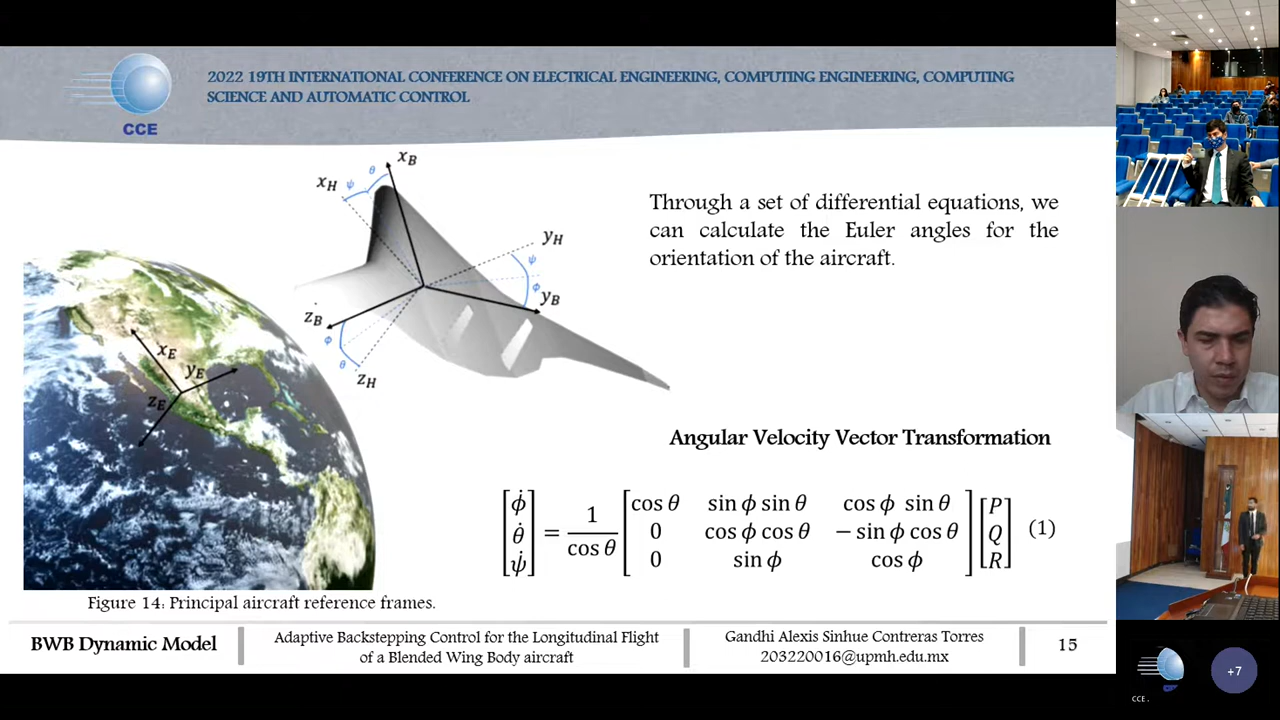 2022 19TH INTERNATIONAL CONFERENCE ON ELECTRICAL ENGINEERING, COMPUTING ENGINEERING, COMPUTING
SCIENCE AND AUTOMATIC CONTROL
CCE
x_B
θ
ψ
x_H
y_H
ψ
ϕ
y_B
z_B
ϕ
θ
z_H
x_E
y_E
z_E
Through a set of differential equations, we
can calculate the Euler angles for the
orientation of the aircraft.
Angular Velocity Vector Transformation
[ϕ̇ θ̇ ψ̇] = 1/cos θ [cos θ sin ϕ sin θ cos ϕ sin θ; 0 cos ϕ cos θ − sin ϕ cos θ; 0 sin ϕ cos ϕ] [P Q R] (1)
Figure 14: Principal aircraft reference frames.
BWB Dynamic Model
Adaptive Backstepping Control for the Longitudinal Flight
of a Blended Wing Body aircraft
Gandhi Alexis Sinhue Contreras Torres
203220016@upmh.edu.mx
15
CCE .
+7